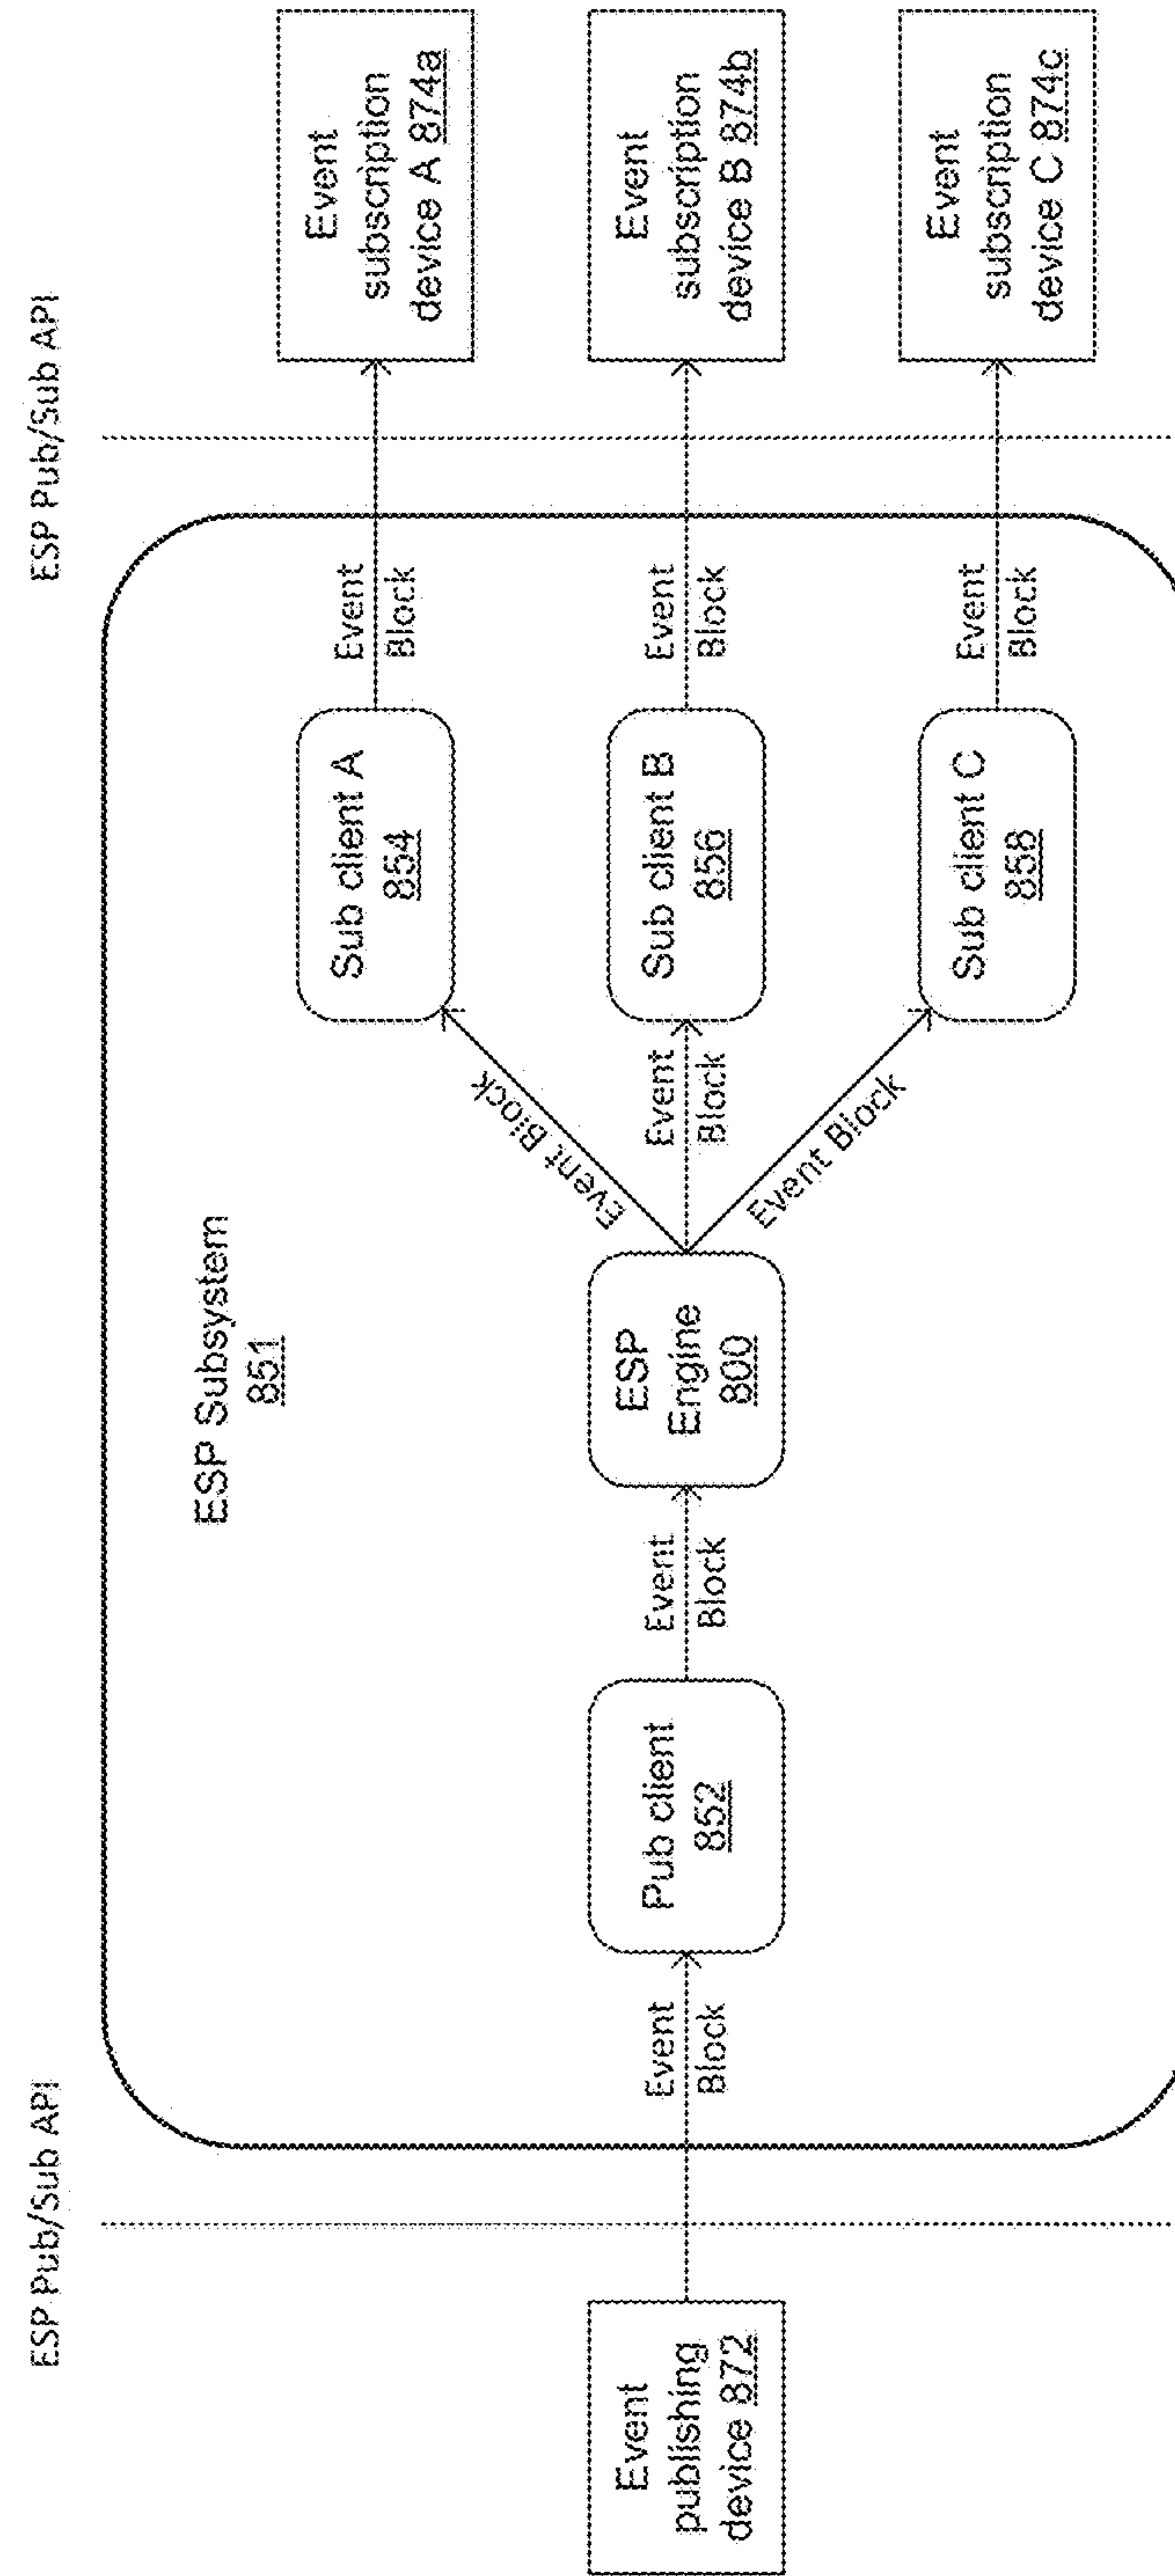 ESP Pub/Sub API
ESP Pub/Sub API
ESP Subsystem
851
Event
publishing
device 872
Event
Block
Pub client
852
Event
Block
ESP
Engine
800
Event Block
Event
Block
Event Block
Sub client A
854
Event
Block
Event
subscription
device A 874a
Sub client B
856
Event
Block
Event
subscription
device B 874b
Sub client C
858
Event
Block
Event
subscription
device C 874c